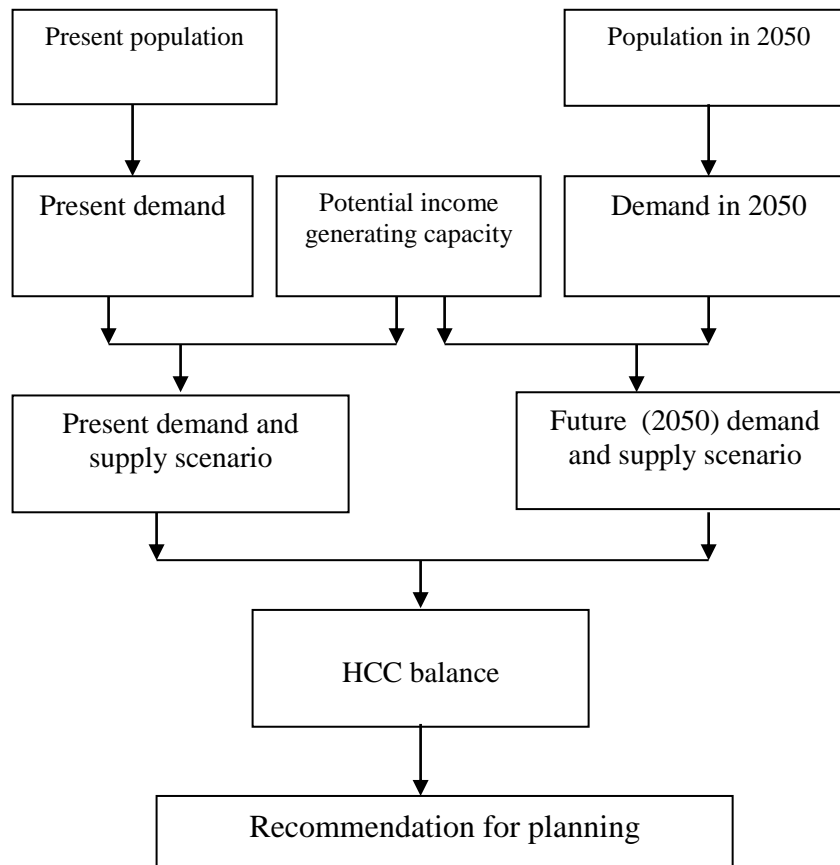 Present population
Population in 2050
Present demand
Potential income
generating capacity
Demand in 2050
Present demand and
supply scenario
Future (2050) demand
and supply scenario
HCC balance
Recommendation for planning